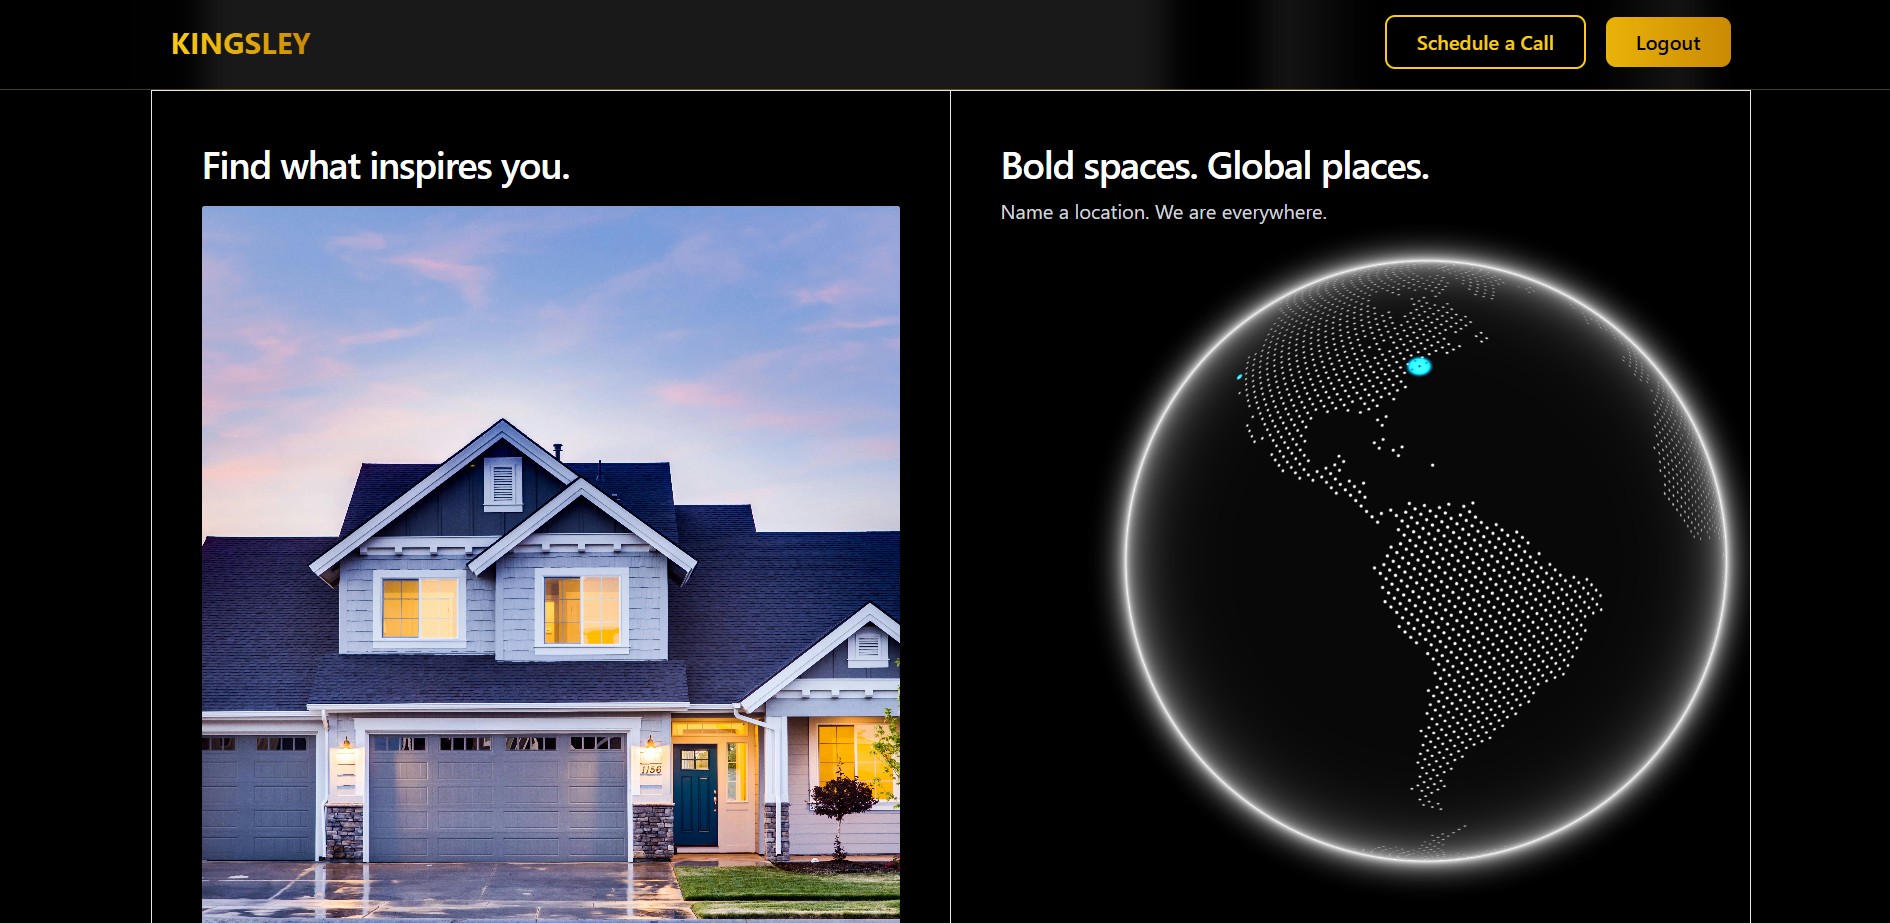 KINGSLEY
Schedule a Call
Logout
Find what inspires you.
Bold spaces. Global places.
Name a location. We are everywhere.
1156